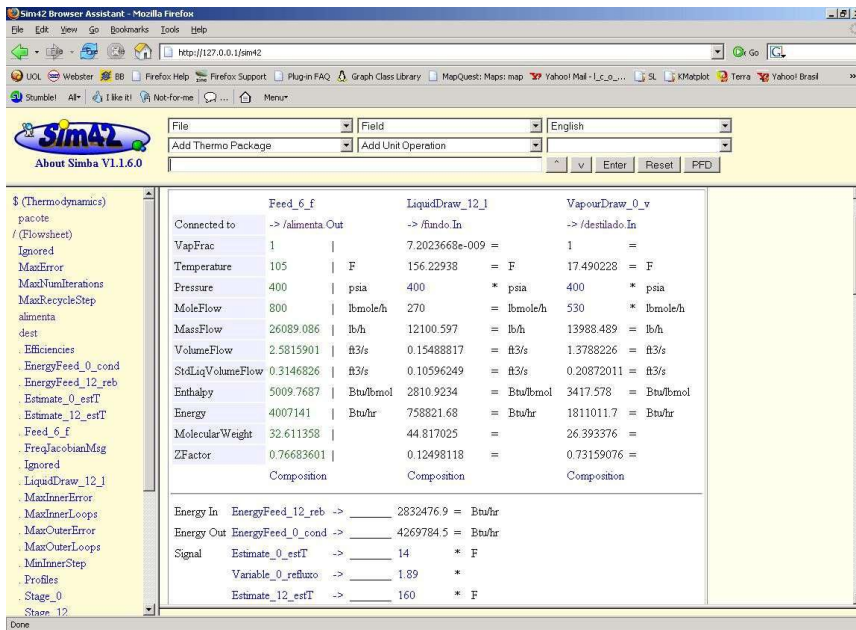 Sim42 Browser Assistant - Mozilla Firefox
File Edit View Go Bookmarks Tools Help
http://127.0.0.1/sim42 Go G
UOL Webster BB Firefox Help Firefox Support Plug-in FAQ Graph Class Library MapQuest: Maps: map Yahoo! Mail - l_c_o_... SL KMatplot Terra Yahoo! Brasil »
Stumble! All I like it! Not-for-me Menu
Sim42
About Simba V1.1.6.0
File Field English
Add Thermo Package Add Unit Operation
^ v Enter Reset PFD
$ (Thermodynamics)
pacote
/ (Flowsheet)
Ignored
MaxError
MaxNumIterations
MaxRecycleStep
alimenta
dest
. Efficiencies
. EnergyFeed_0_cond
. EnergyFeed_12_reb
. Estimate_0_estT
. Estimate_12_estT
. Feed_6_f
. FreqJacobianMsg
. Ignored
. LiquidDraw_12_l
. MaxInnerError
. MaxInnerLoops
. MaxOuterError
. MaxOuterLoops
. MinInnerStep
. Profiles
. Stage_0
. Stage_12
Feed_6_f LiquidDraw_12_l VapourDraw_0_v
Connected to -> /alimenta.Out -> /fundo.In -> /destilado.In
VapFrac 1 | 7.2023668e-009 = 1 =
Temperature 105 | F 156.22938 = F 17.490228 = F
Pressure 400 | psia 400 * psia 400 * psia
MoleFlow 800 | lbmole/h 270 = lbmole/h 530 * lbmole/h
MassFlow 26089.086 | lb/h 12100.597 = lb/h 13988.489 = lb/h
VolumeFlow 2.5815901 | ft3/s 0.15488817 = ft3/s 1.3788226 = ft3/s
StdLiqVolumeFlow 0.3146826 | ft3/s 0.10596249 = ft3/s 0.20872011 = ft3/s
Enthalpy 5009.7687 | Btu/lbmol 2810.9234 = Btu/lbmol 3417.578 = Btu/lbmol
Energy 4007141 | Btu/hr 758821.68 = Btu/hr 1811011.7 = Btu/hr
MolecularWeight 32.611358 | 44.817025 = 26.393376 =
ZFactor 0.76683601 | 0.12498118 = 0.73159076 =
Composition Composition Composition
Energy In EnergyFeed_12_reb -> ______ 2832476.9 = Btu/hr
Energy Out EnergyFeed_0_cond -> ______ 4269784.5 = Btu/hr
Signal Estimate_0_estT -> ______ 14 * F
Variable_0_refluxo -> ______ 1.89 *
Estimate_12_estT -> ______ 160 * F
Done